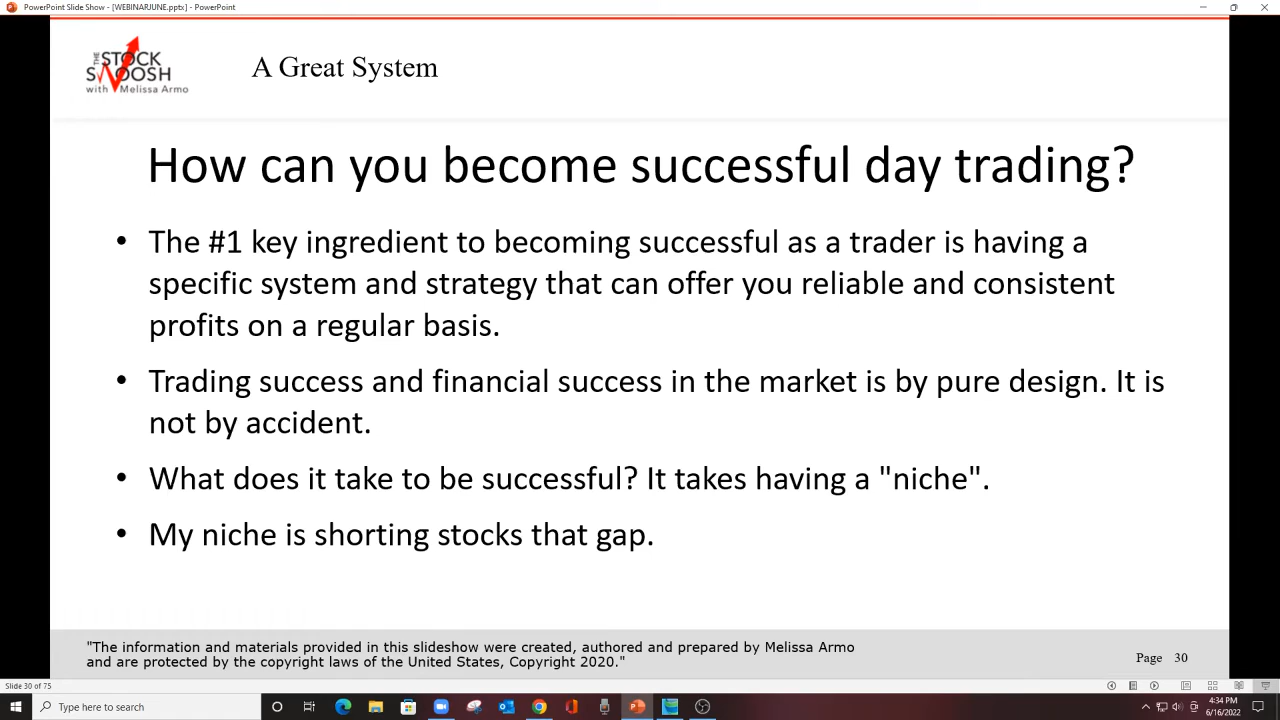 PowerPoint Slide Show - [WEBINARJUNE.pptx] - PowerPoint
THE
STOCK
SWOOSH
with Melissa Armo
A Great System
How can you become successful day trading?
• The #1 key ingredient to becoming successful as a trader is having a
specific system and strategy that can offer you reliable and consistent
profits on a regular basis.
• Trading success and financial success in the market is by pure design. It is
not by accident.
• What does it take to be successful? It takes having a "niche".
• My niche is shorting stocks that gap.
"The information and materials provided in this slideshow were created, authored and prepared by Melissa Armo
and are protected by the copyright laws of the United States, Copyright 2020."
Page 30
Slide 30 of 75
Type here to search
4:34 PM
6/16/2022